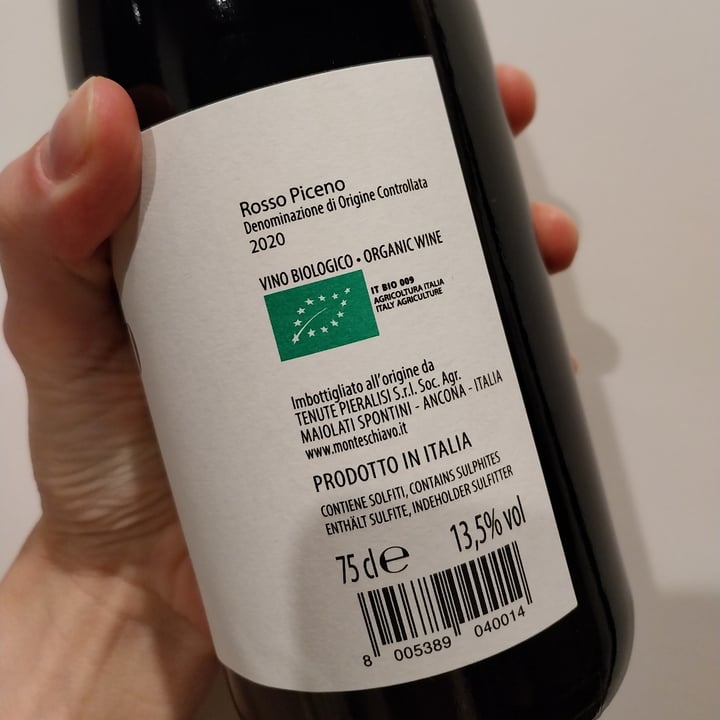 Rosso Piceno
Denominazione di Origine Controllata
2020
VINO BIOLOGICO • ORGANIC WINE
IT BIO 009
AGRICOLTURA ITALIA
ITALY AGRICULTURE
Imbottigliato all'origine da
TENUTE PIERALISI S.r.l. Soc. Agr.
MAIOLATI SPONTINI - ANCONA - ITALIA
www.monteschiavo.it
PRODOTTO IN ITALIA
CONTIENE SOLFITI, CONTAINS SULPHITES
ENTHÄLT SULFITE, INDEHOLDER SULFITTER
75 cl e 13,5% vol
8 005389 040014